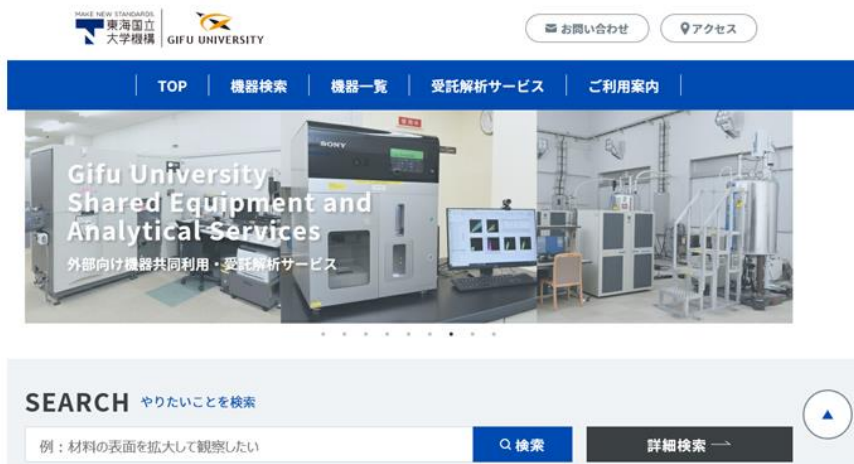 MAKE NEW STANDARDS.
東海国立
大学機構
GIFU UNIVERSITY
お問い合わせ
アクセス
TOP
機器検索
機器一覧
受託解析サービス
ご利用案内
SONY
Gifu University
Shared Equipment and
Analytical Services
外部向け機器共同利用・受託解析サービス
SEARCH やりたいことを検索
例：材料の表面を拡大して観察したい
検索
詳細検索